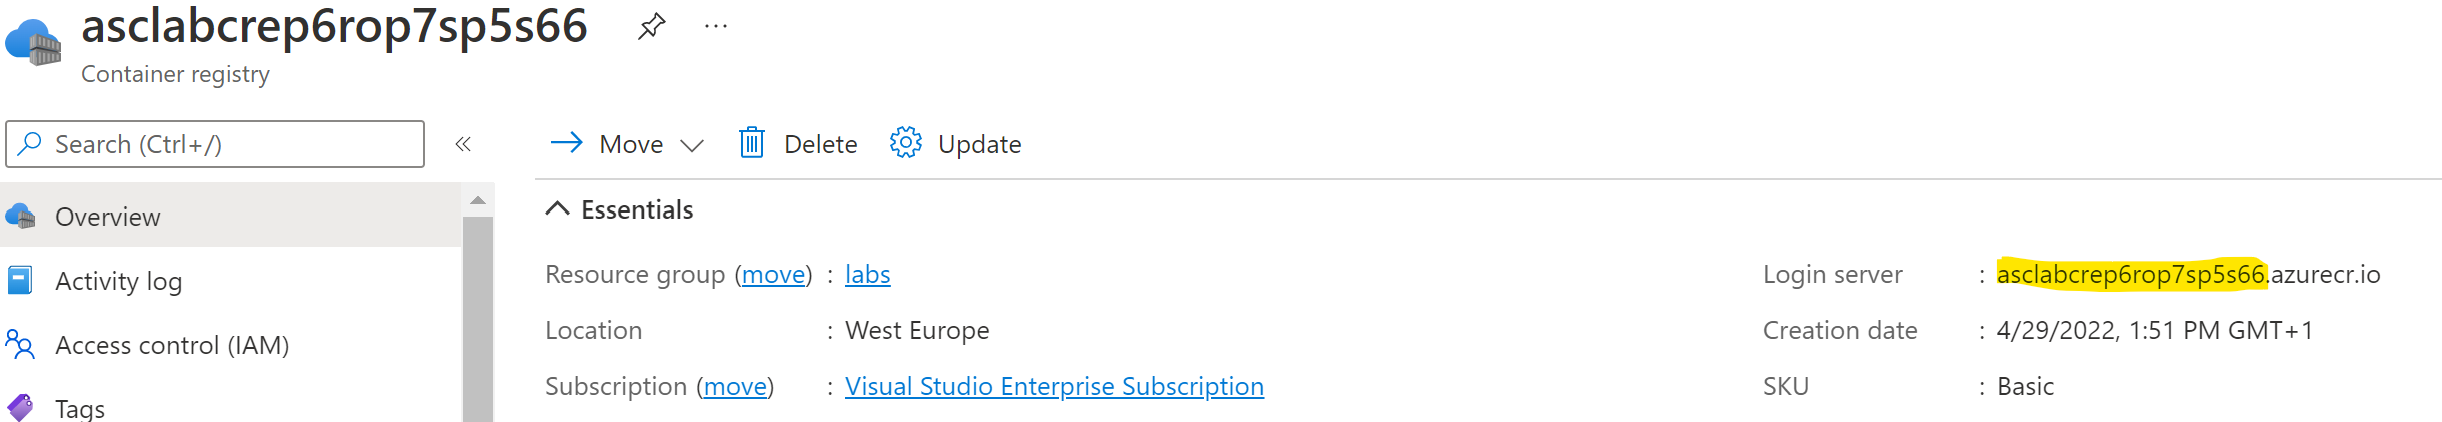 asclabcrep6rop7sp5s66
...
Container registry
Search (Ctrl+/)
«
Move
Delete
Update
Overview
Activity log
Access control (IAM)
Tags
Essentials
Resource group (move) : labs
Location : West Europe
Subscription (move) : Visual Studio Enterprise Subscription
Login server : asclabcrep6rop7sp5s66.azurecr.io
Creation date : 4/29/2022, 1:51 PM GMT+1
SKU : Basic